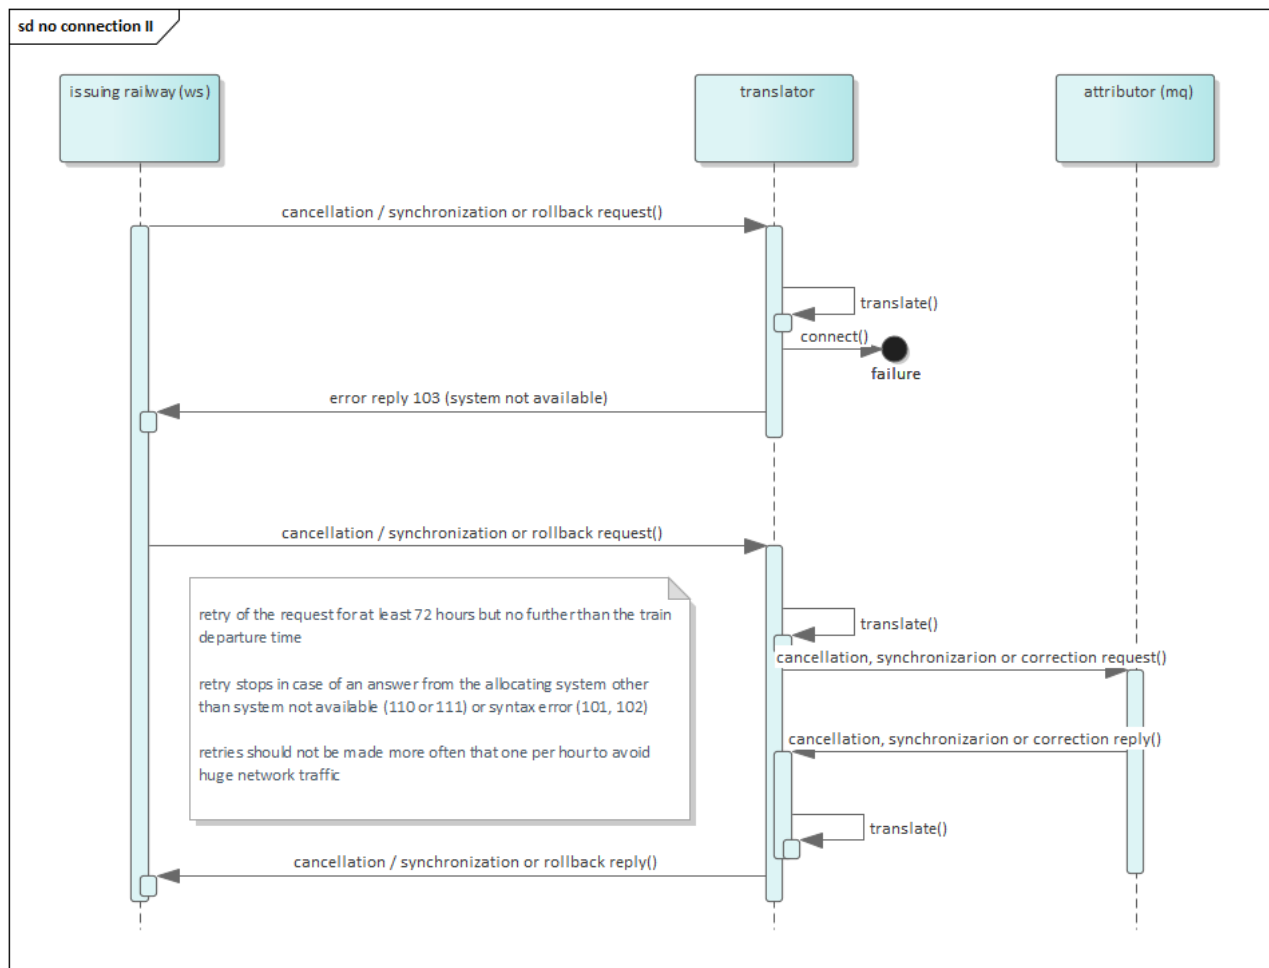 sd no connection II
issuing railway (ws)
translator
attributor (mq)
cancellation / synchronization or rollback request()
translate()
connect()
failure
error reply 103 (system not available)
cancellation / synchronization or rollback request()
retry of the request for at least 72 hours but no further than the train
departure time
retry stops in case of an answer from the allocating system other
than system not available (110 or 111) or syntax error (101, 102)
retries should not be made more often that one per hour to avoid
huge network traffic
translate()
cancellation, synchronizarion or correction request()
cancellation, synchronizarion or correction reply()
translate()
cancellation / synchronization or rollback reply()